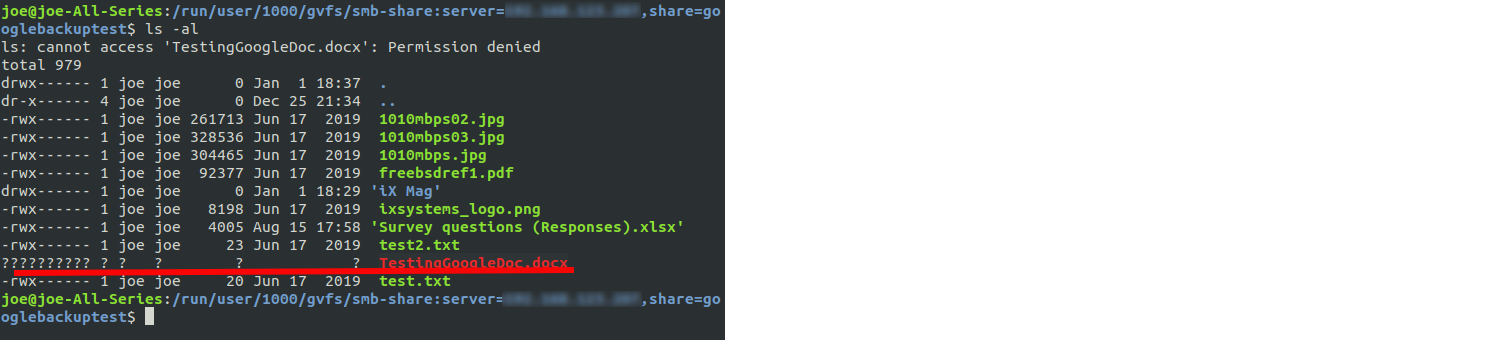 joe@joe-All-Series:/run/user/1000/gvfs/smb-share:server=,share=go
oglebackuptest$ ls -al
ls: cannot access 'TestingGoogleDoc.docx': Permission denied
total 979
drwx------ 1 joe joe      0 Jan  1 18:37  .
dr-x------ 4 joe joe      0 Dec 25 21:34  ..
-rwx------ 1 joe joe 261713 Jun 17  2019  1010mbps02.jpg
-rwx------ 1 joe joe 328536 Jun 17  2019  1010mbps03.jpg
-rwx------ 1 joe joe 304465 Jun 17  2019  1010mbps.jpg
-rwx------ 1 joe joe  92377 Jun 17  2019  freebsdref1.pdf
drwx------ 1 joe joe      0 Jan  1 18:29 'iX Mag'
-rwx------ 1 joe joe   8198 Jun 17  2019  ixsystems_logo.png
-rwx------ 1 joe joe   4005 Aug 15 17:58 'Survey questions (Responses).xlsx'
-rwx------ 1 joe joe     23 Jun 17  2019  test2.txt
?????????? ? ?   ?        ?            ?  TestingGoogleDoc.docx
-rwx------ 1 joe joe     20 Jun 17  2019  test.txt
joe@joe-All-Series:/run/user/1000/gvfs/smb-share:server=,share=go
oglebackuptest$